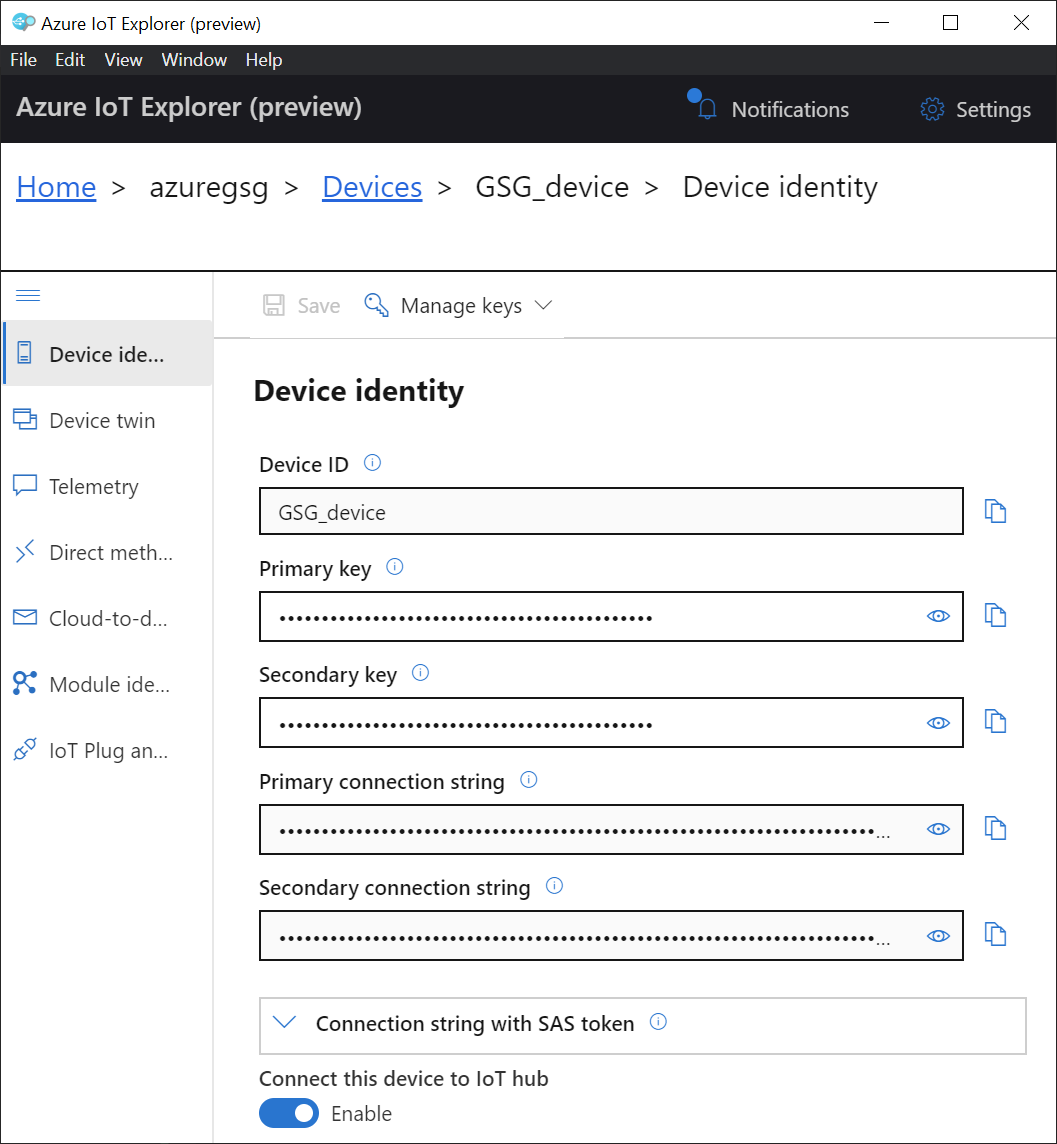 Azure IoT Explorer (preview)
File Edit View Window Help
Azure IoT Explorer (preview) Notifications Settings
Home > azuregsg > Devices > GSG_device > Device identity
Save Manage keys
Device ide...
Device twin
Telemetry
Direct meth...
Cloud-to-d...
Module ide...
IoT Plug an...
Device identity
Device ID
GSG_device
Primary key
Secondary key
Primary connection string
...
Secondary connection string
...
Connection string with SAS token
Connect this device to IoT hub
Enable